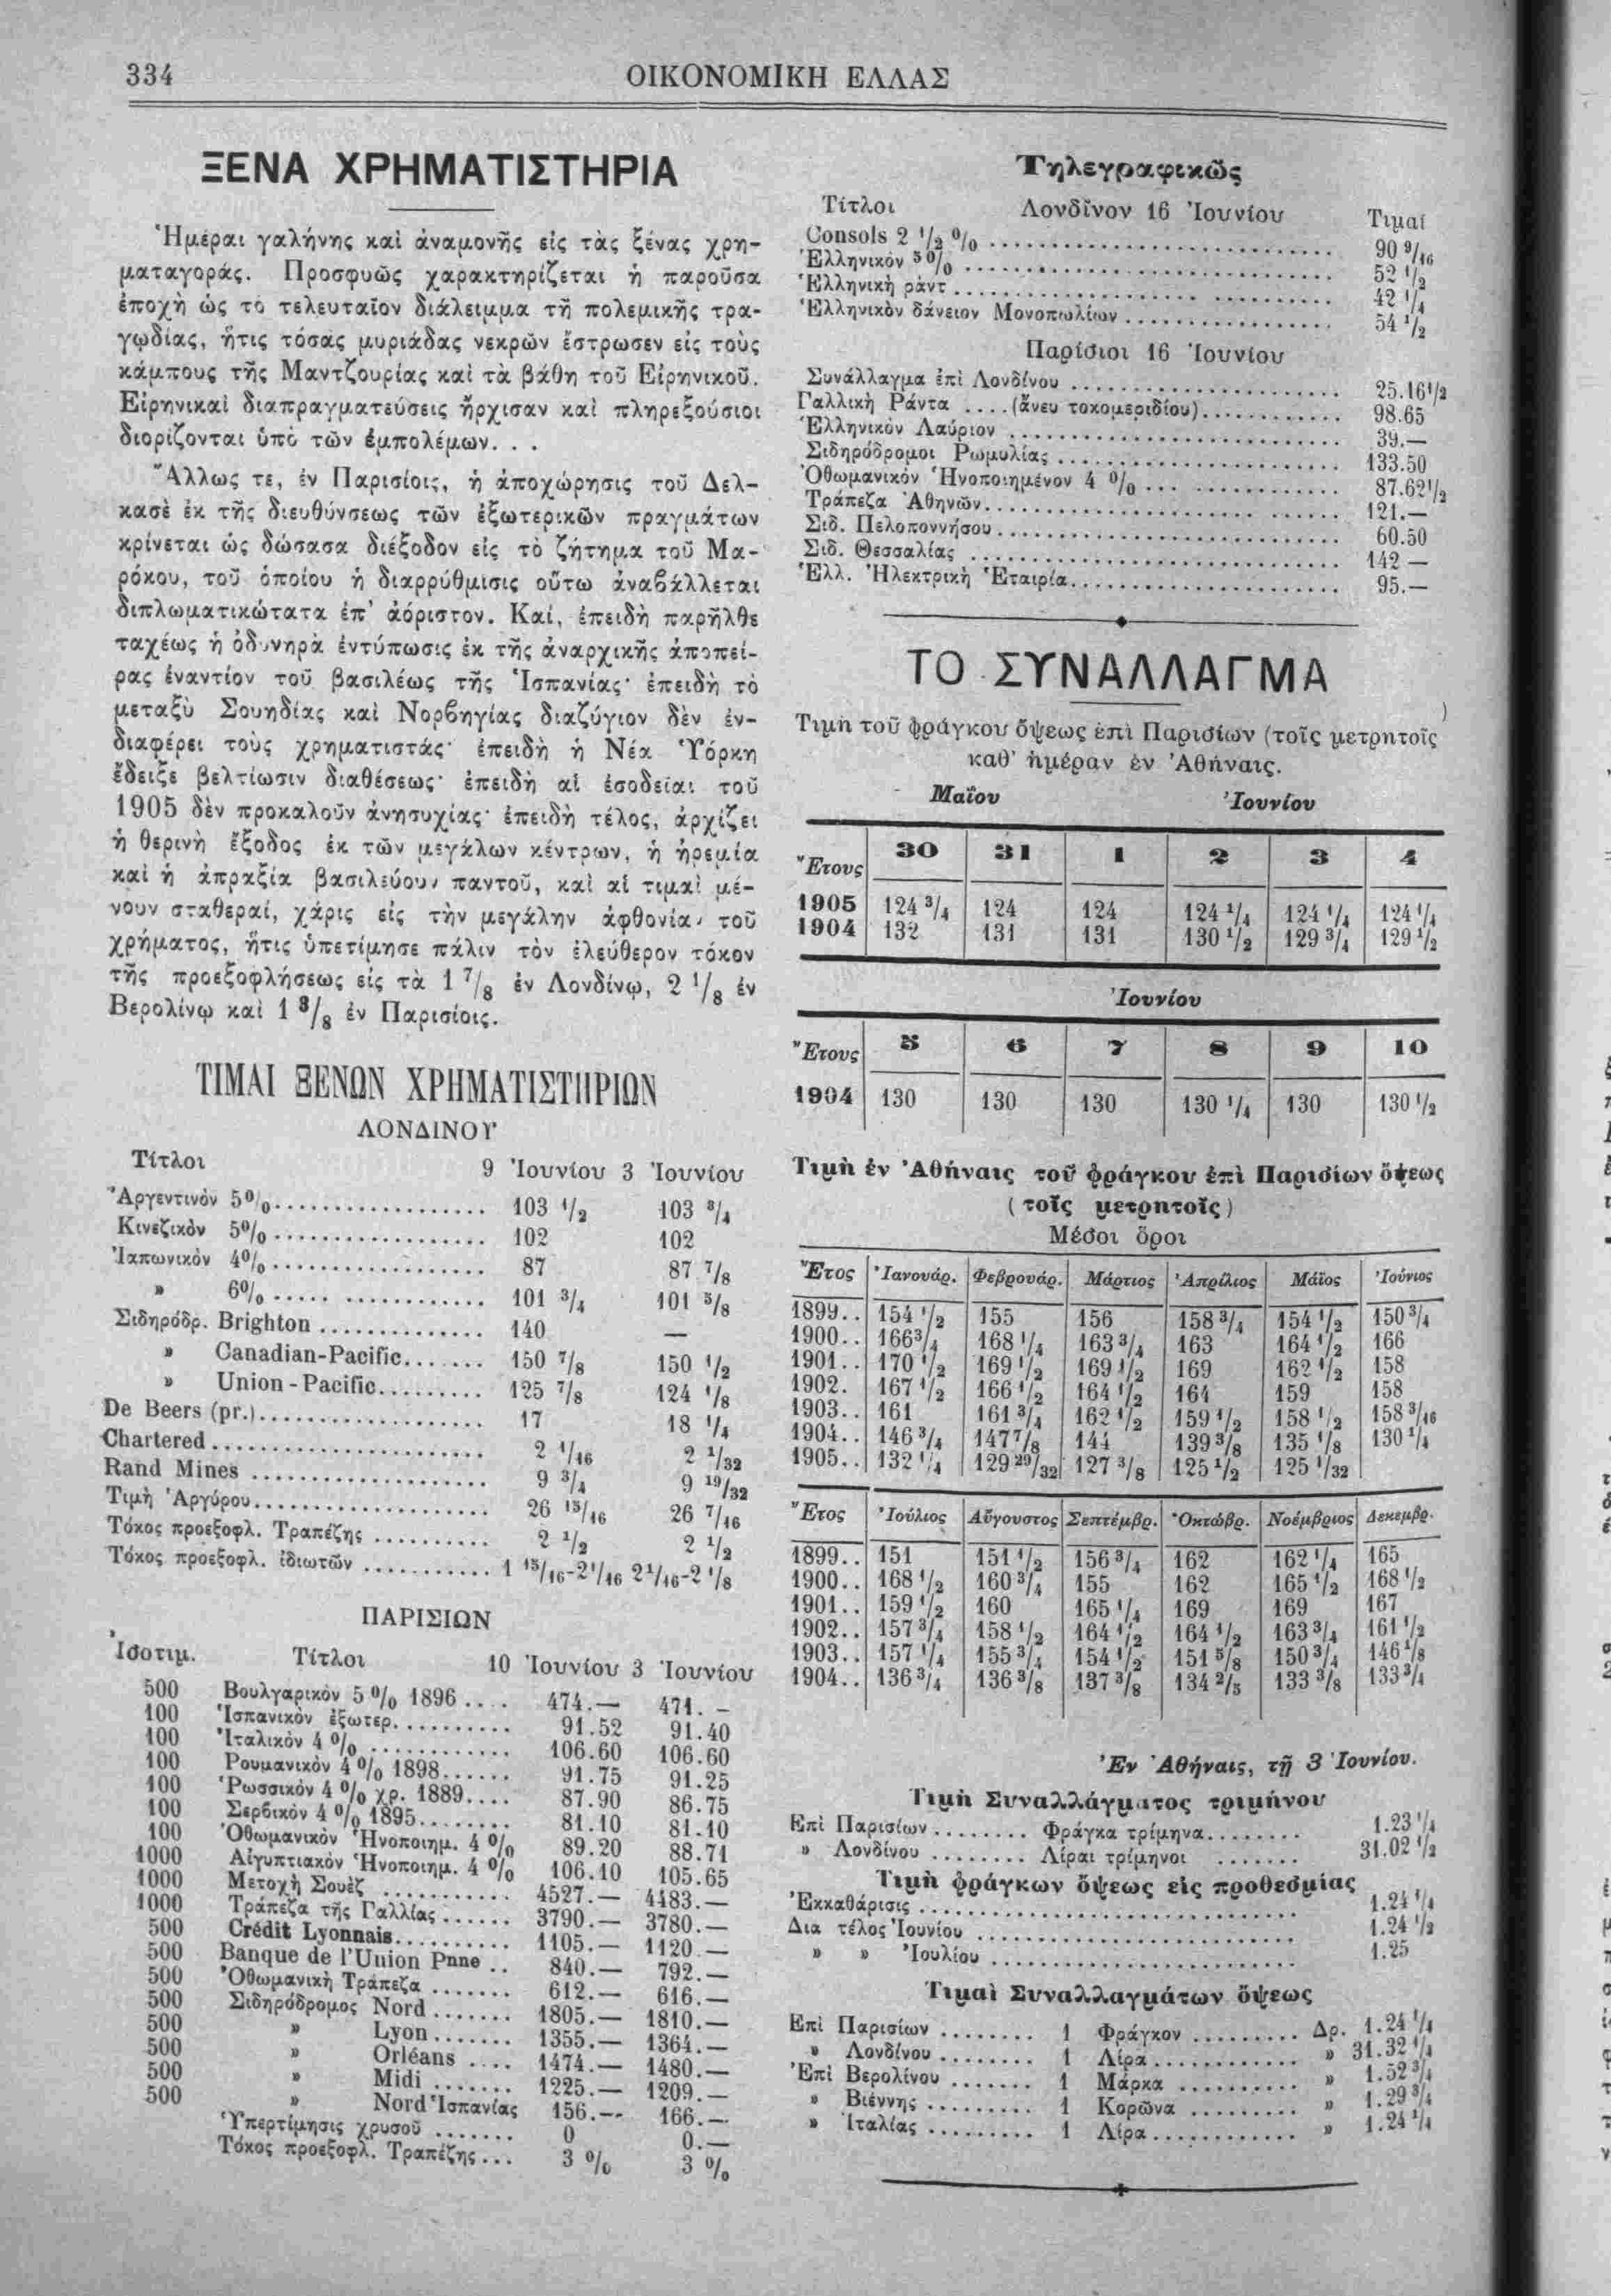 334
ΟΙΚΟΝΟΜΙΚΗ ΕΛΛΑΣ
ΞΕΝΑ ΧΡΗΜΑΤΙΣΤΗΡΙΑ
Ἡμέραι γαλήνης καὶ ἀναμονῆς εἰς τὰς ξένας χρη-
ματαγοράς. Προσφυῶς χαρακτηρίζεται ἡ παροῦσα
ἐποχὴ ὡς τὸ τελευταῖον διάλειμμα τῆ πολεμικῆς τρα-
γῳδίας, ἥτις τόσας μυριάδας νεκρῶν ἔστρωσεν εἰς τοὺς
κάμπους τῆς Μαντζουρίας καὶ τὰ βάθη τοῦ Εἰρηνικοῦ.
Εἰρηνικαὶ διαπραγματεύσεις ἤρχισαν καὶ πληρεξούσιοι
διορίζονται ὑπὸ τῶν ἐμπολέμων. . .
Ἄλλως τε, ἐν Παρισίοις, ἡ ἀποχώρησις τοῦ Δελ-
κασὲ ἐκ τῆς διευθύνσεως τῶν ἐξωτερικῶν πραγμάτων
κρίνεται ὡς δώσασα διέξοδον εἰς τὸ ζήτημα τοῦ Μα-
ρόκου, τοῦ ὁποίου ἡ διαρρύθμισις οὕτω ἀναβάλλεται
διπλωματικώτατα ἐπ' ἀόριστον. Καί, ἐπειδὴ παρῆλθε
ταχέως ἡ ὀδυνηρὰ ἐντύπωσις ἐκ τῆς ἀναρχικῆς ἀποπεί-
ρας ἐναντίον τοῦ βασιλέως τῆς Ἱσπανίας· ἐπειδὴ τὸ
μεταξὺ Σουηδίας καὶ Νορβηγίας διαζύγιον δὲν ἐν-
διαφέρει τοὺς χρηματιστάς· ἐπειδὴ ἡ Νέα Ὑόρκη
ἔδειξε βελτίωσιν διαθέσεως· ἐπειδὴ αἱ ἐσοδεῖαι τοῦ
1905 δὲν προκαλοῦν ἀνησυχίας· ἐπειδὴ τέλος, ἀρχίζει
ἡ θερινὴ ἔξοδος ἐκ τῶν μεγάλων κέντρων, ἡ ἠρεμία
καὶ ἡ ἀπραξία βασιλεύουν παντοῦ, καὶ αἱ τιμαὶ μέ-
νουν σταθεραί, χάρις εἰς τὴν μεγάλην ἀφθονίαν τοῦ
χρήματος, ἥτις ὑπετίμησε πάλιν τὸν ἐλεύθερον τόκον
τῆς προεξοφλήσεως εἰς τὰ 1 7/8 ἐν Λονδίνῳ, 2 1/8 ἐν
Βερολίνῳ καὶ 1 3/8 ἐν Παρισίοις.
ΤΙΜΑΙ ΞΕΝΩΝ ΧΡΗΜΑΤΙΣΤΗΡΙΩΝ
ΛΟΝΔΙΝΟΥ
Τίτλοι 9 Ἰουνίου 3 Ἰουνίου
Ἀργεντινὸν 5%.................. 103 1/2 103 3/4
Κινεζικὸν 5%.................. 102 102
Ἰαπωνικὸν 4%.................. 87 87 7/8
» 6%.................. 101 3/4 101 5/8
Σιδηρόδρ. Brighton .............. 140 —
» Canadian-Pacific....... 150 7/8 150 1/2
» Union - Pacific.......... 125 7/8 124 1/8
De Beers (pr.).................... 17 18 1/4
Chartered ........................ 2 1/16 2 1/32
Rand Mines .................... 9 3/4 9 19/32
Τιμὴ Ἀργύρου.................... 26 15/16 26 7/16
Τόκος προεξοφλ. Τραπέζης .......... 2 1/2 2 1/2
Τόκος προεξοφλ. ἰδιωτῶν ........... 1 15/16-2 1/16 2 1/16-2 1/8
ΠΑΡΙΣΙΩΝ
Ἰσοτιμ. Τίτλοι 10 Ἰουνίου 3 Ἰουνίου
500 Βουλγαρικὸν 5 % 1896 .... 474.— 471. -
100 Ἱσπανικὸν ἐξωτερ.......... 91.52 91.40
100 Ἰταλικὸν 4 % ............ 106.60 106.60
100 Ρουμανικὸν 4 % 1898...... 91.75 91.25
100 Ῥωσσικὸν 4 % χρ. 1889.... 87.90 86.75
100 Σερβικὸν 4 % 1895........ 81.10 81.10
100 Ὀθωμανικὸν Ἡνοποιημ. 4 % 89.20 88.71
1000 Αἰγυπτιακὸν Ἡνοποιημ. 4 % 106.10 105.65
1000 Μετοχὴ Σουὲζ ........... 4527.— 4483.—
1000 Τράπεζα τῆς Γαλλίας...... 3790.— 3780.—
500 Crédit Lyonnais.......... 1105.— 1120.—
500 Banque de l'Union Pnne .. 840.— 792.—
500 Ὀθωμανικὴ Τράπεζα ....... 612.— 616.—
500 Σιδηρόδρομος Nord ....... 1805.— 1810.—
500 » Lyon ....... 1355.— 1364.—
500 » Orléans .... 1474.— 1480.—
500 » Midi ....... 1225.— 1209.—
500 » Nord Ἱσπανίας 156.— 166.—
Ὑπερτίμησις χρυσοῦ ....... 0 0.—
Τόκος προεξοφλ. Τραπέζης ... 3 % 3 %
Τηλεγραφικῶς
Τίτλοι Λονδῖνον 16 Ἰουνίου Τιμαί
Consols 2 1/2 % .............................. 90 9/16
Ἑλληνικόν 5% .............................. 52 1/2
Ἑλληνικὴ ράντ .............................. 42 1/4
Ἑλληνικὸν δάνειον Μονοπωλίων .................. 54 1/2
Παρίσιοι 16 Ἰουνίου
Συνάλλαγμα ἐπὶ Λονδίνου ...................... 25.16 1/2
Γαλλικὴ Ράντα ....(ἄνευ τοκομεριδίου)............ 98.65
Ἑλληνικὸν Λαύριον .......................... 39.—
Σιδηρόδρομοι Ρωμυλίας ........................ 133.50
Ὀθωμανικόν Ἡνοποιημένον 4 % ... .............. 87.62 1/2
Τράπεζα Ἀθηνῶν.............................. 121.—
Σιδ. Πελοποννήσου ............................ 60.50
Σιδ. Θεσσαλίας .............................. 142 —
Ἑλλ. Ἠλεκτρικὴ Ἑταιρία........................ 95.—
ΤΟ ΣΥΝΑΛΛΑΓΜΑ
Τιμὴ τοῦ φράγκου ὄψεως ἐπὶ Παρισίων (τοῖς μετρητοῖς)
καθ' ἡμέραν ἐν Ἀθήναις.
Μαΐου Ἰουνίου
Ἔτους 30 31 1 2 3 4
1905 124 3/4 124 124 124 1/4 124 1/4 124 1/4
1904 132 131 131 130 1/2 129 3/4 129 1/2
Ἰουνίου
Ἔτους 5 6 7 8 9 10
1904 130 130 130 130 1/4 130 130 1/2
Τιμὴ ἐν Ἀθήναις τοῦ φράγκου ἐπὶ Παρισίων ὄψεως
(τοῖς μετρητοῖς)
Μέσοι ὅροι
Ἔτος Ἰανουάρ. Φεβρουάρ. Μάρτιος Ἀπρίλιος Μάϊος Ἰούνιος
1899.. 154 1/2 155 156 158 3/4 154 1/2 150 3/4
1900.. 166 3/4 168 1/4 163 3/4 163 164 1/2 166
1901.. 170 1/2 169 1/2 169 1/2 169 162 1/2 158
1902. 167 1/2 166 1/2 164 1/2 164 159 158
1903.. 161 161 3/4 162 1/2 159 1/2 158 1/2 158 3/16
1904.. 146 3/4 147 7/8 144 139 3/8 135 1/8 130 1/4
1905.. 132 1/4 129 29/32 127 3/8 125 1/2 125 1/32
Ἔτος Ἰούλιος Αὔγουστος Σεπτέμβρ. Ὀκτώβρ. Νοέμβριος Δεκεμβρ.
1899.. 151 151 1/2 156 3/4 162 162 1/4 165
1900.. 168 1/2 160 3/4 155 162 165 1/2 168 1/2
1901.. 159 1/2 160 165 1/4 169 169 167
1902.. 157 3/4 158 1/2 164 1/2 164 1/2 163 3/4 161 1/2
1903.. 157 1/4 155 3/4 154 1/2 151 5/8 150 3/4 146 1/8
1904.. 136 3/4 136 3/8 137 3/8 134 2/5 133 3/8 133 3/4
Ἐν Ἀθήναις, τῇ 3 Ἰουνίου.
Τιμὴ Συναλλάγματος τριμήνου
Ἐπὶ Παρισίων ........ Φράγκα τρίμηνα........ 1.23 1/4
» Λονδίνου ........ Λίραι τρίμηνοι ....... 31.02 1/2
Τιμὴ φράγκων ὄψεως εἰς προθεσμίας
Ἐκκαθάρισις .............................. 1.24 1/4
Δια τέλος Ἰουνίου .......................... 1.24 1/2
» » Ἰουλίου .......................... 1.25
Τιμαὶ Συναλλαγμάτων ὄψεως
Ἐπὶ Παρισίων ........ 1 Φράγκον ......... Δρ. 1.24 1/4
» Λονδίνου ........ 1 Λίρα............ » 31.32 1/4
Ἐπὶ Βερολίνου ....... 1 Μάρκα .......... » 1.52 3/4
» Βιέννης ......... 1 Κορῶνα ......... » 1.29 3/4
» Ἰταλίας ......... 1 Λίρα............ » 1.24 1/4